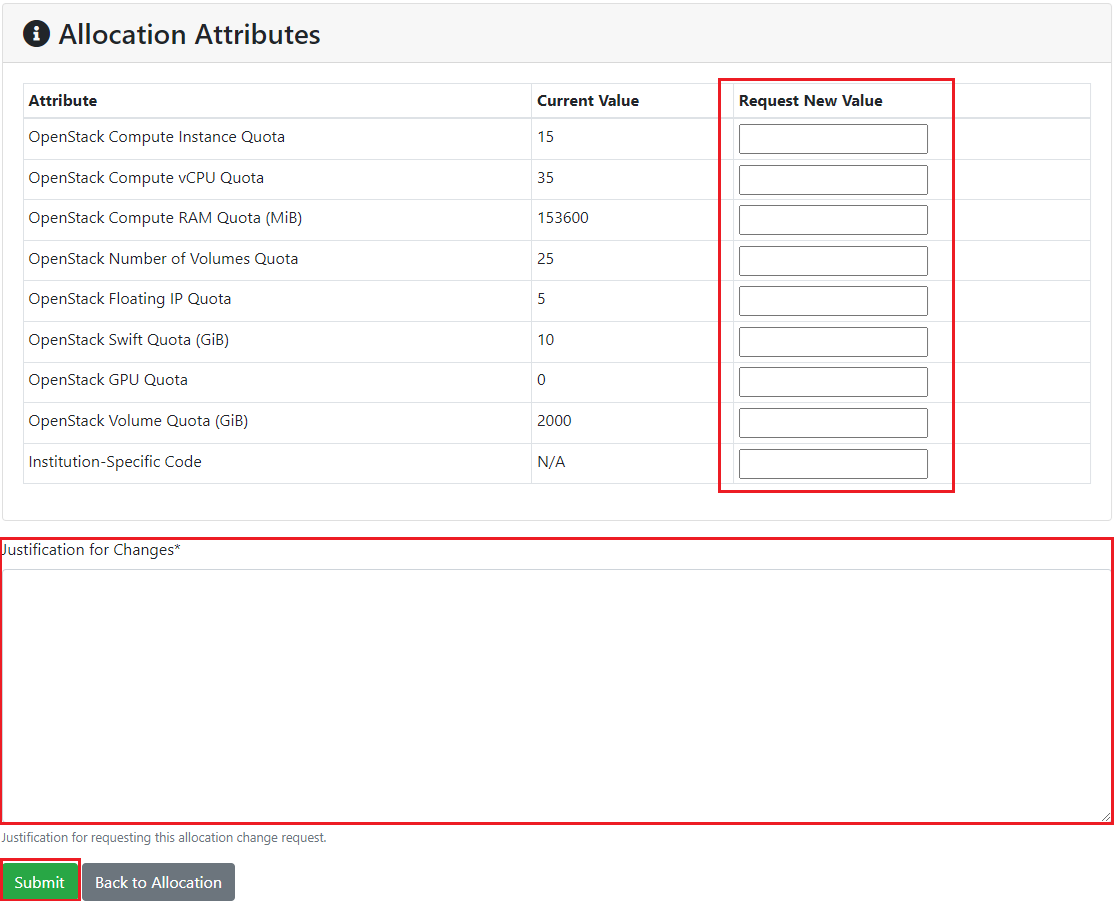 Allocation Attributes
Attribute Current Value Request New Value
OpenStack Compute Instance Quota 15
OpenStack Compute vCPU Quota 35
OpenStack Compute RAM Quota (MiB) 153600
OpenStack Number of Volumes Quota 25
OpenStack Floating IP Quota 5
OpenStack Swift Quota (GiB) 10
OpenStack GPU Quota 0
OpenStack Volume Quota (GiB) 2000
Institution-Specific Code N/A
Justification for Changes*
Justification for requesting this allocation change request.
Submit Back to Allocation